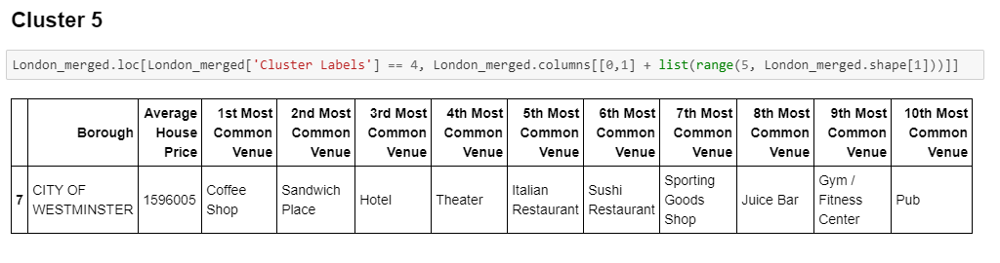 Cluster 5
London_merged.loc[London_merged['Cluster Labels'] == 4, London_merged.columns[[0,1] + list(range(5, London_merged.shape[1]))]]
Borough Average House Price 1st Most Common Venue 2nd Most Common Venue 3rd Most Common Venue 4th Most Common Venue 5th Most Common Venue 6th Most Common Venue 7th Most Common Venue 8th Most Common Venue 9th Most Common Venue 10th Most Common Venue
7 CITY OF WESTMINSTER 1596005 Coffee Shop Sandwich Place Hotel Theater Italian Restaurant Sushi Restaurant Sporting Goods Shop Juice Bar Gym / Fitness Center Pub